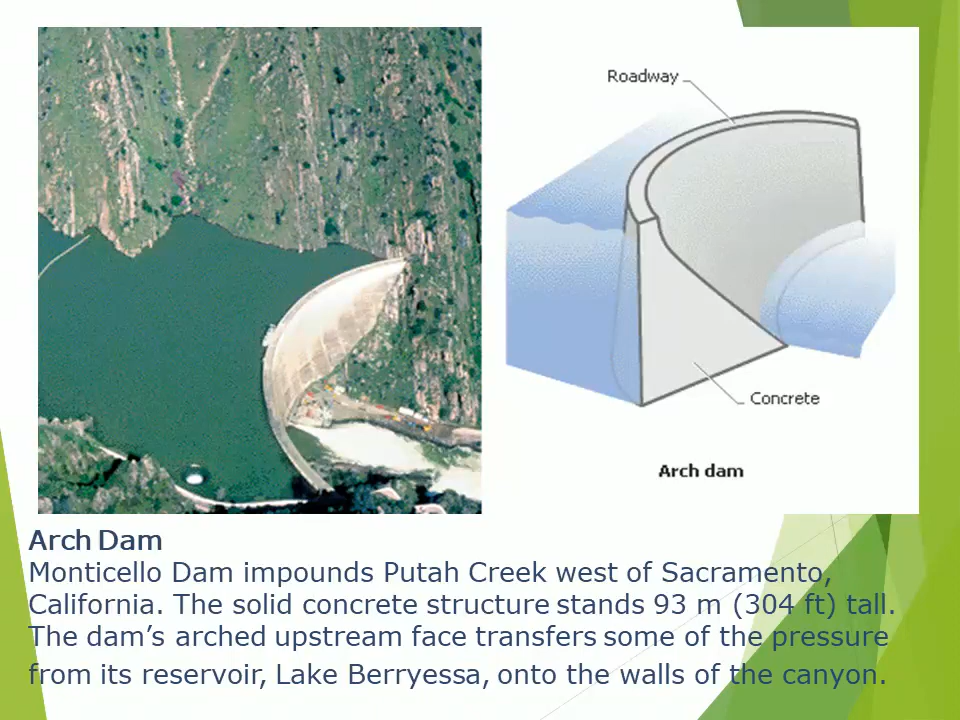 Roadway
Concrete
Arch dam
Arch Dam
Monticello Dam impounds Putah Creek west of Sacramento,
California. The solid concrete structure stands 93 m (304 ft) tall.
The dam’s arched upstream face transfers some of the pressure
from its reservoir, Lake Berryessa, onto the walls of the canyon.